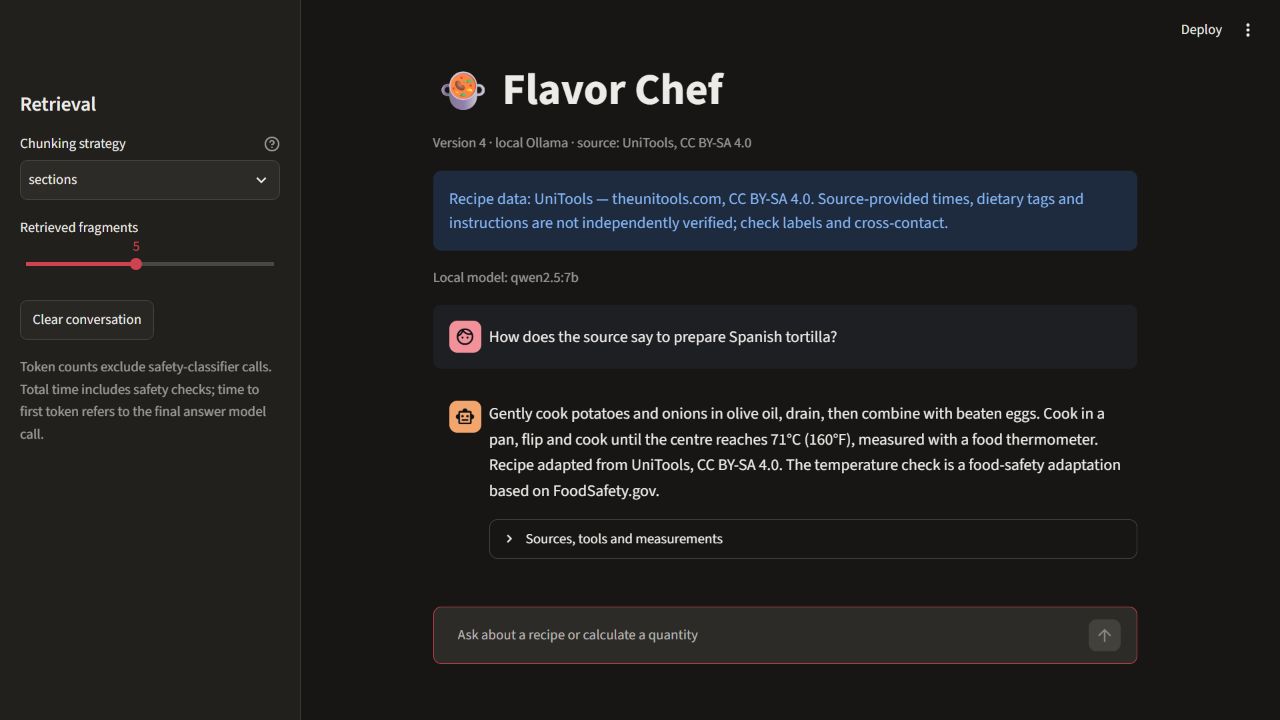 Deploy
Retrieval
Chunking strategy
sections
Retrieved fragments
5
Clear conversation
Token counts exclude safety-classifier calls.
Total time includes safety checks; time to
first token refers to the final answer model
call.
Flavor Chef
Version 4 · local Ollama · source: UniTools, CC BY-SA 4.0
Recipe data: UniTools — theunitools.com, CC BY-SA 4.0. Source-provided times, dietary tags and
instructions are not independently verified; check labels and cross-contact.
Local model: qwen2.5:7b
How does the source say to prepare Spanish tortilla?
Gently cook potatoes and onions in olive oil, drain, then combine with beaten eggs. Cook in a
pan, flip and cook until the centre reaches 71°C (160°F), measured with a food thermometer.
Recipe adapted from UniTools, CC BY-SA 4.0. The temperature check is a food-safety adaptation
based on FoodSafety.gov.
Sources, tools and measurements
Ask about a recipe or calculate a quantity